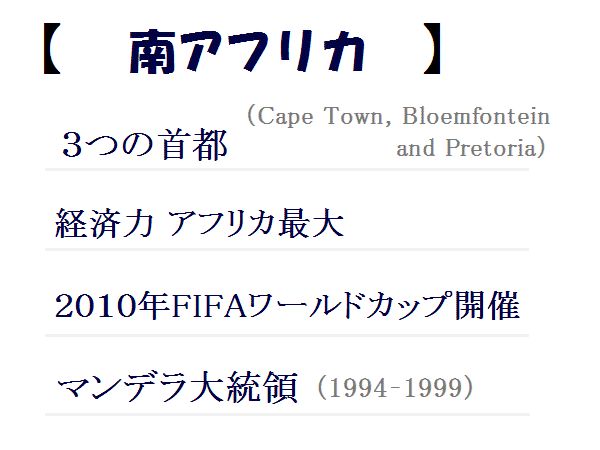 【 南アフリカ 】
3つの首都 (Cape Town, Bloemfontein
and Pretoria)
経済力 アフリカ最大
2010年FIFAワールドカップ開催
マンデラ大統領 (1994-1999)